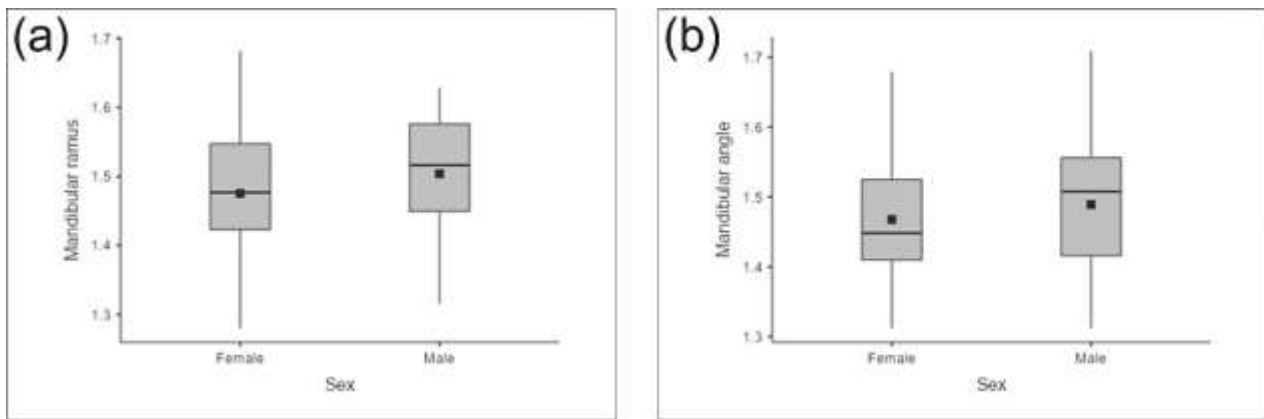 (a)
1.7
1.6
1.5
1.4
1.3
Mandibular ramus
Female
Male
Sex
(b)
1.7
1.6
1.5
1.4
1.3
Mandibular angle
Female
Male
Sex